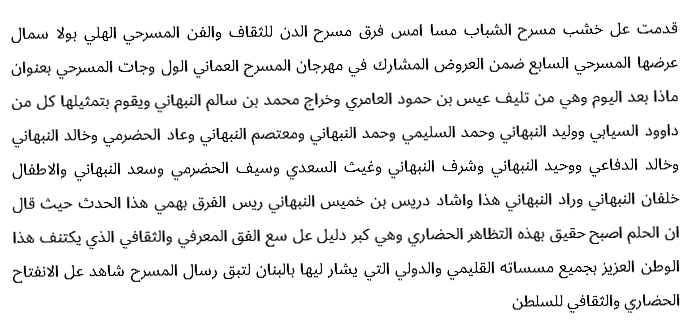 قدمت عل خشب مسرح الشباب مسا امس فرق مسرح الدن للثقاف والفن المسرحي الهلي بولا سمال
عرضها المسرحي السابع ضمن العروض المشارك في مهرجان المسرح العماني الول وجات المسرحي بعنوان
ماذا بعد اليوم وهي من تليف عيس بن حمود العامري وخراج محمد بن سالم النبهاني ويقوم بتمثيلها كل من
داوود السيابي ووليد النبهاني وحمد السليمي وحمد النبهاني ومعتصم النبهاني وعاد الحضرمي وخالد النبهاني
وخالد الدفاعي ووحيد النبهاني وشرف النبهاني وغيث السعدي وسيف الحضرمي وسعد النبهاني والاطفال
خلفان النبهاني وراد النبهاني هذا واشاد دريس بن خميس النبهاني ريس الفرق بهمي هذا الحدث حيث قال
ان الحلم اصبح حقيق بهذه التظاهر الحضاري وهي كبر دليل عل سع الفق المعرفي والثقافي الذي يكتنف هذا
الوطن العزيز بجميع مسساته القليمي والدولي التي يشار ليها بالبنان لتبق رسال المسرح شاهد عل الانفتاح
الحضاري والثقافي للسلطن